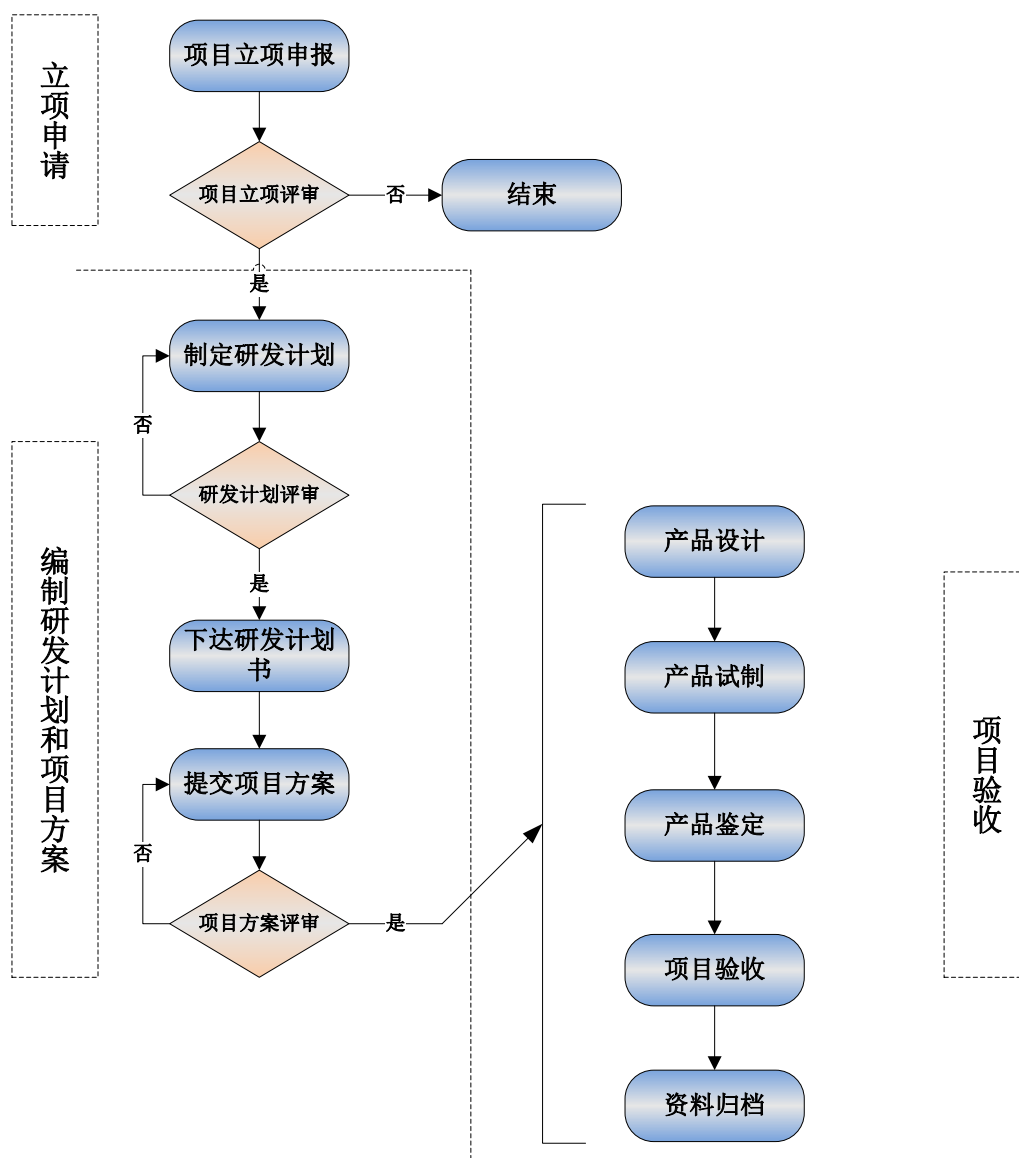 立项申请
项目立项申报
项目立项评审
否
结束
是
制定研发计划
否
研发计划评审
是
编制研发计划和项目方案
下达研发计划
书
提交项目方案
否
项目方案评审
是
产品设计
产品试制
产品鉴定
项目验收
资料归档
项目验收